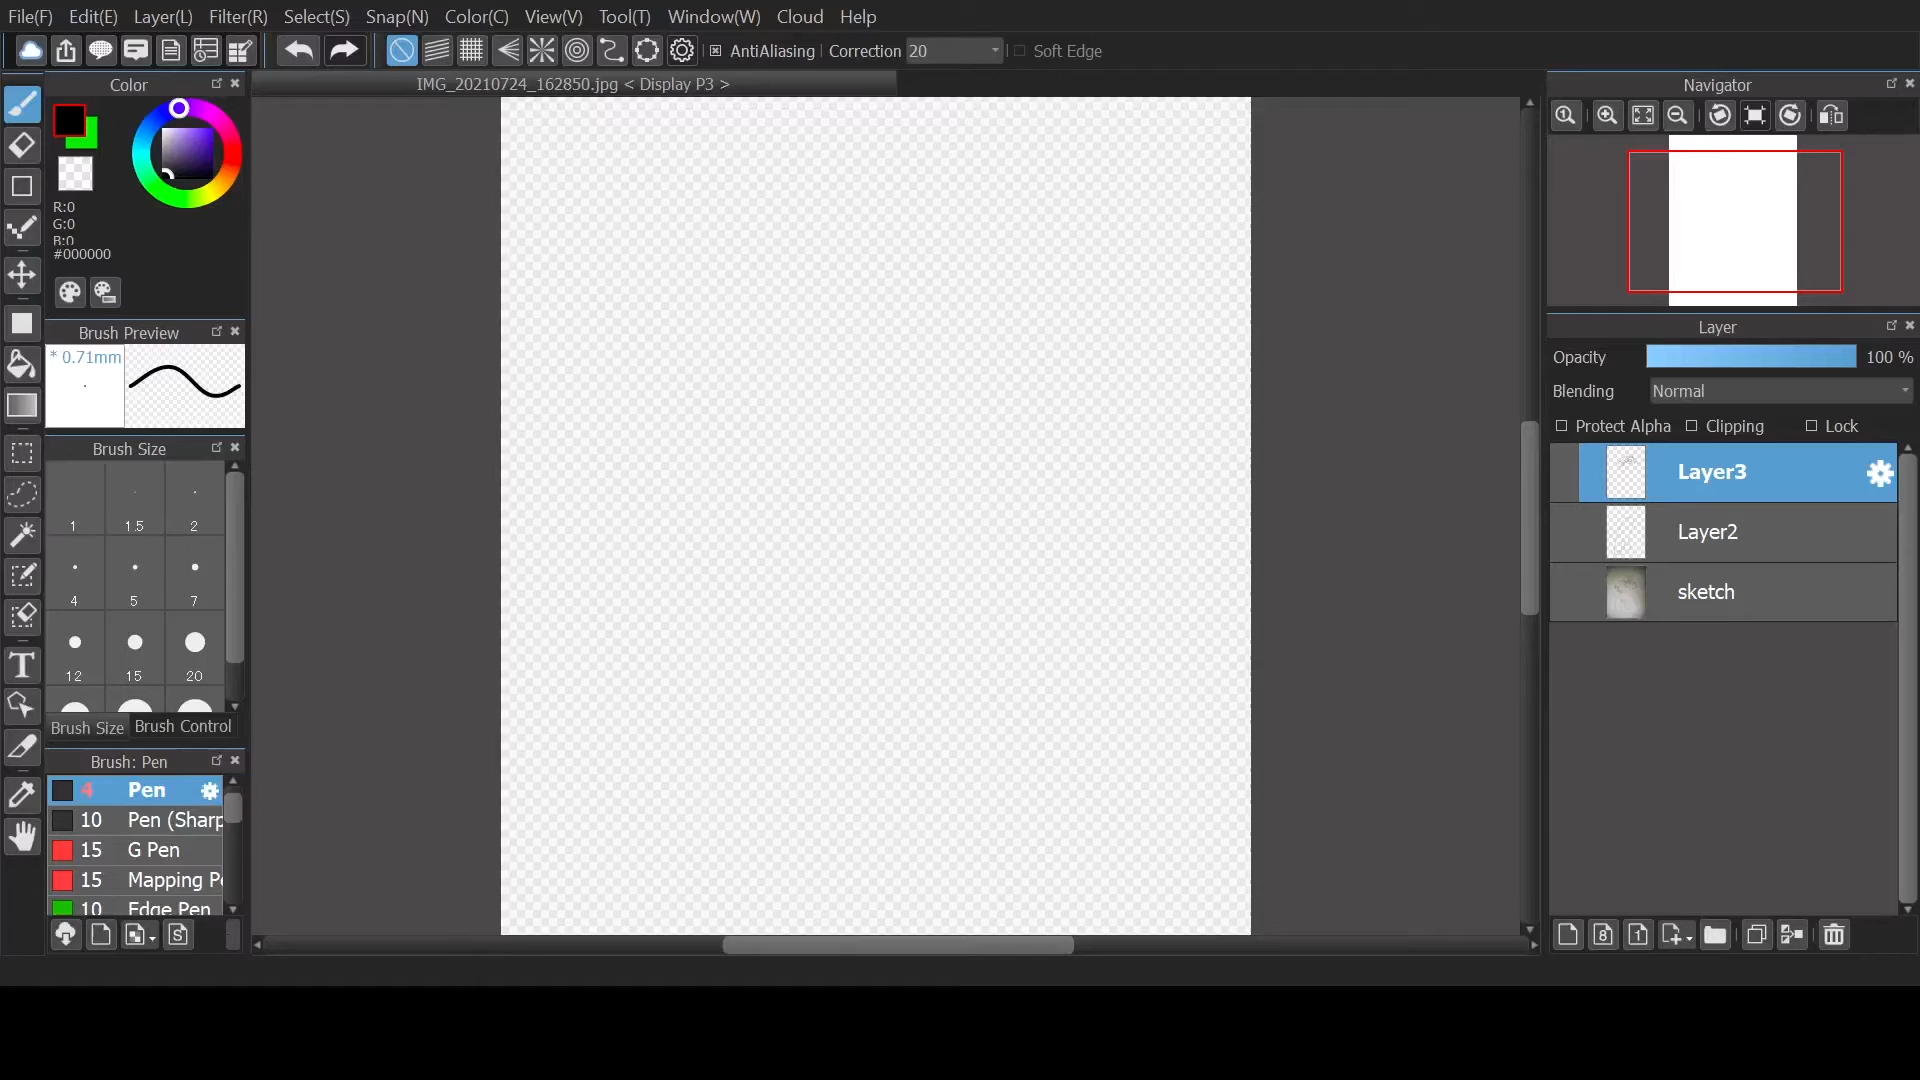 File(F) Edit(E) Layer(L) Filter(R) Select(S) Snap(N) Color(C) View(V) Tool(T) Window(W) Cloud Help
AntiAliasing Correction 20 Soft Edge
Color
IMG_20210724_162850.jpg < Display P3 >
Navigator
R:0
G:0
B:0
#000000
Brush Preview
* 0.71mm
Brush Size
1 1.5 2
4 5 7
12 15 20
Brush Size Brush Control
Brush: Pen
4 Pen
10 Pen (Sharp
15 G Pen
15 Mapping Pe
10 Edge Pen
Layer
Opacity 100 %
Blending Normal
Protect Alpha Clipping Lock
Layer3
Layer2
sketch